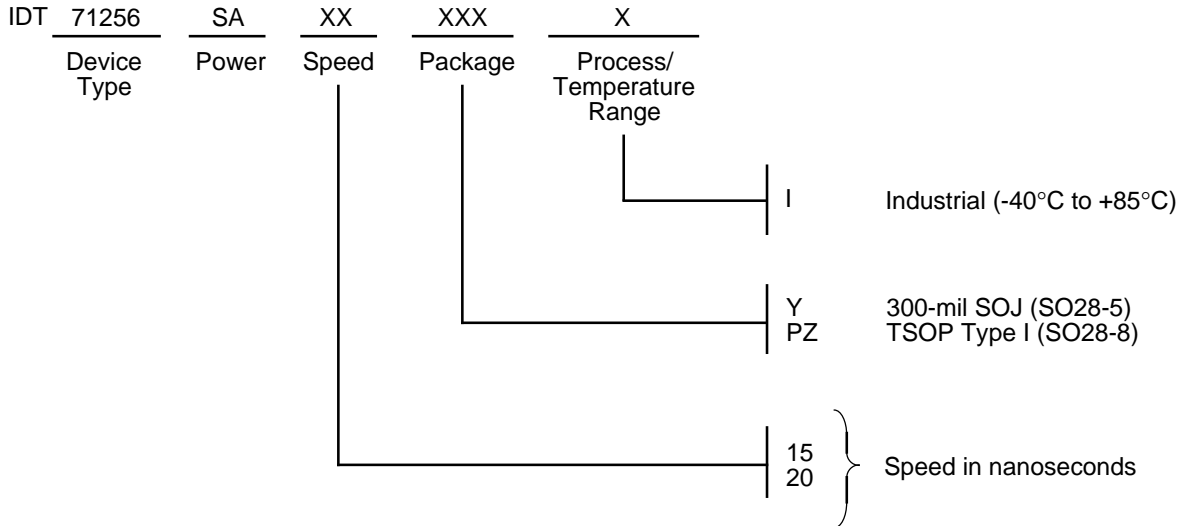 IDT 71256 SA XX XXX X
Device Type Power Speed Package Process/ Temperature Range
I Industrial (-40°C to +85°C)
Y 300-mil SOJ (SO28-5)
PZ TSOP Type I (SO28-8)
15
20
Speed in nanoseconds